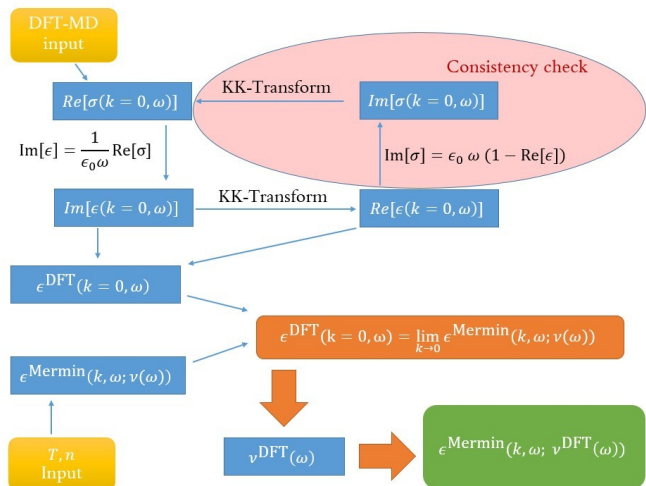 DFT-MD
input
Consistency check
KK-Transform
Re[σ(k = 0, ω)]
Im[σ(k = 0, ω)]
Im[ϵ] = 1/(ϵ₀ω) Re[σ]
Im[σ] = ϵ₀ ω (1 − Re[ϵ])
Im[ϵ(k = 0, ω)]
KK-Transform
Re[ϵ(k = 0, ω)]
ϵ^DFT(k = 0, ω)
ϵ^DFT(k = 0, ω) = lim k→0 ϵ^Mermin(k, ω; ν(ω))
ϵ^Mermin(k, ω; ν(ω))
T, n
Input
ν^DFT(ω)
ϵ^Mermin(k, ω; ν^DFT(ω))